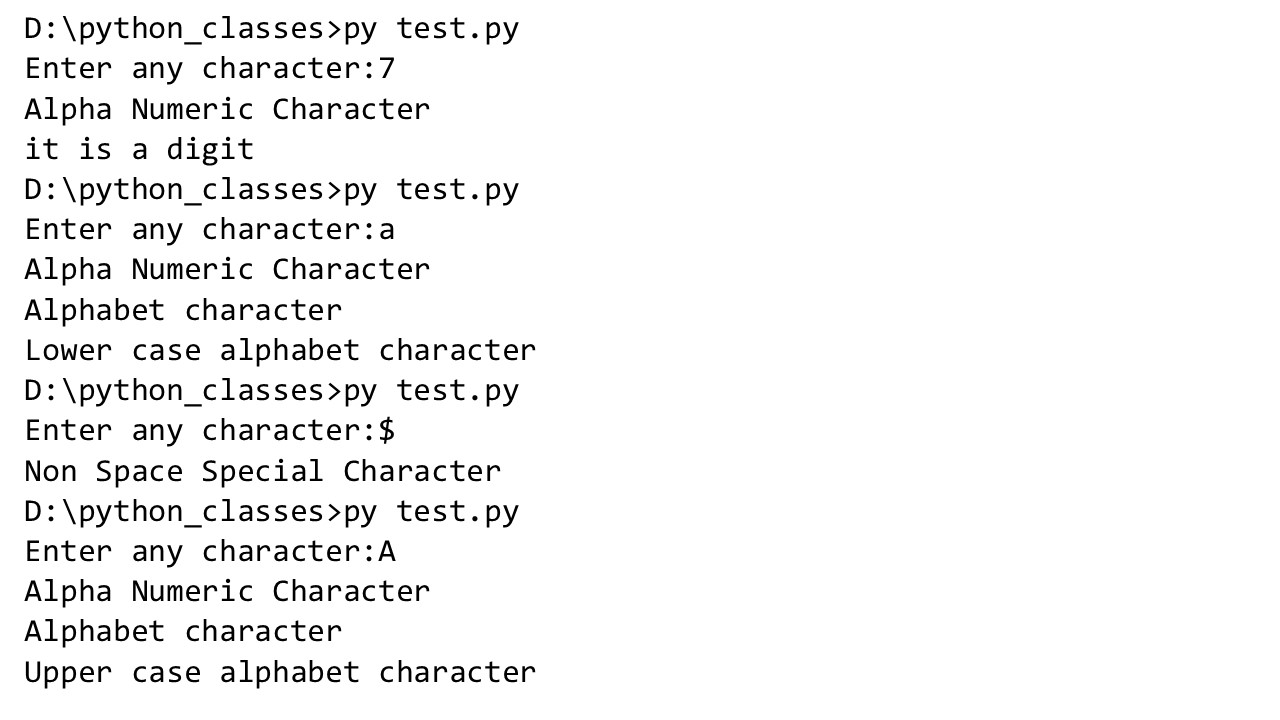 D:\python_classes>py test.py
Enter any character:7
Alpha Numeric Character
it is a digit
D:\python_classes>py test.py
Enter any character:a
Alpha Numeric Character
Alphabet character
Lower case alphabet character
D:\python_classes>py test.py
Enter any character:$
Non Space Special Character
D:\python_classes>py test.py
Enter any character:A
Alpha Numeric Character
Alphabet character
Upper case alphabet character